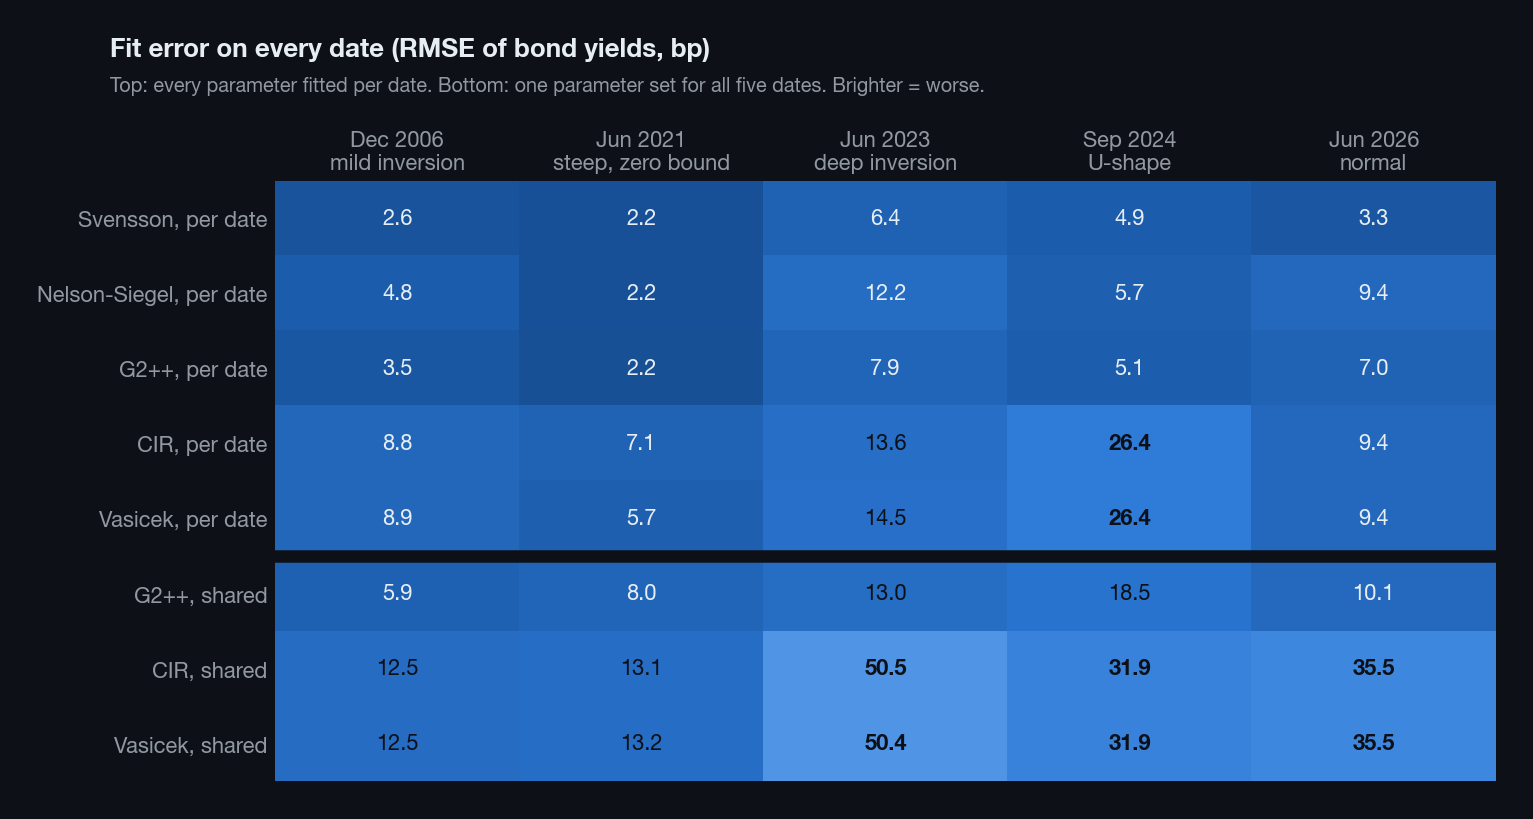 Fit error on every date (RMSE of bond yields, bp)
Top: every parameter fitted per date. Bottom: one parameter set for all five dates. Brighter = worse.
Dec 2006 Jun 2021 Jun 2023 Sep 2024 Jun 2026
mild inversion steep, zero bound deep inversion U-shape normal
Svensson, per date 2.6 2.2 6.4 4.9 3.3
Nelson-Siegel, per date 4.8 2.2 12.2 5.7 9.4
G2++, per date 3.5 2.2 7.9 5.1 7.0
CIR, per date 8.8 7.1 13.6 26.4 9.4
Vasicek, per date 8.9 5.7 14.5 26.4 9.4
G2++, shared 5.9 8.0 13.0 18.5 10.1
CIR, shared 12.5 13.1 50.5 31.9 35.5
Vasicek, shared 12.5 13.2 50.4 31.9 35.5